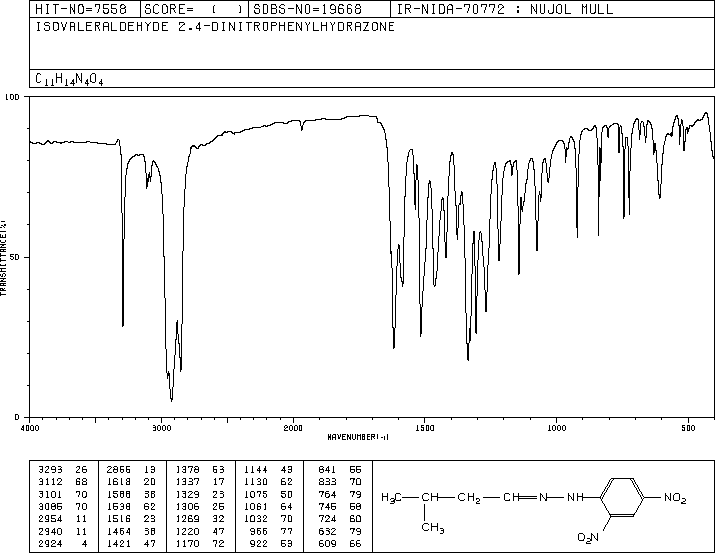 HIT-NO=7558 SCORE= ( ) SDBS-NO=19668 IR-NIDA-70772 : NUJOL MULL
ISOVALERALDEHYDE 2,4-DINITROPHENYLHYDRAZONE
C11H14N4O4
100
50
0
TRANSMITTANCE(%)
4000 3000 2000 1500 1000 500
WAVENUMBER(-1)
3293 26 2866 13 1378 53 1144 43 841 55
3112 68 1618 20 1337 17 1130 62 833 70
3101 70 1588 38 1329 23 1075 50 764 79
3085 70 1538 62 1306 25 1061 64 745 58
2954 11 1516 23 1269 32 1032 70 724 60
2940 11 1464 38 1220 47 966 77 632 79
2924 4 1421 47 1170 72 922 53 609 66
H3C CH CH2 CH N NH NO2
CH3 O2N